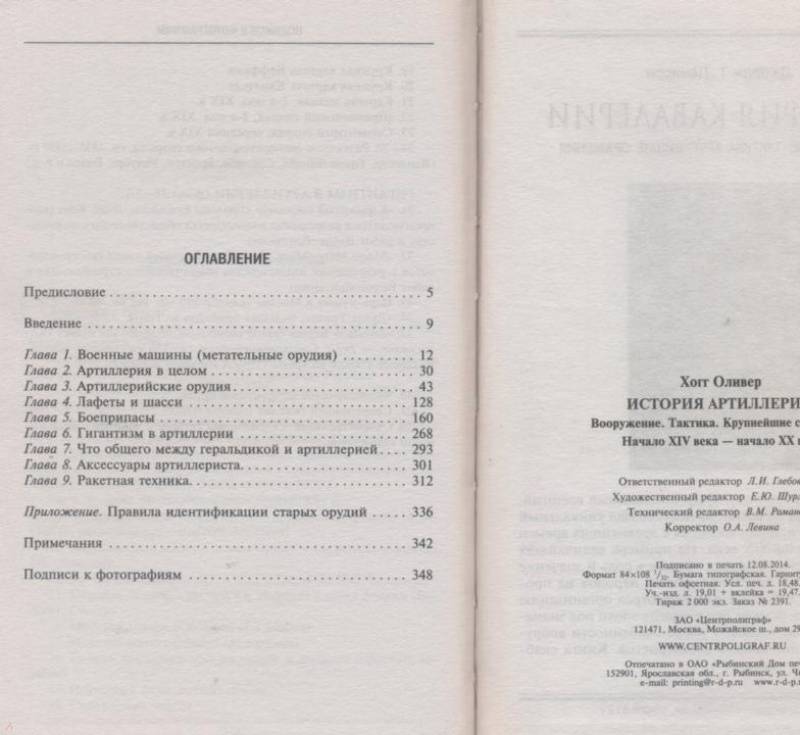 ОГЛАВЛЕНИЕ
Предисловие 5
Введение 9
Глава 1. Военные машины (метательные орудия) 12
Глава 2. Артиллерия в целом 30
Глава 3. Артиллерийские орудия 43
Глава 4. Лафеты и шасси 128
Глава 5. Боеприпасы 160
Глава 6. Гигантизм в артиллерии 268
Глава 7. Что общего между геральдикой и артиллерией 293
Глава 8. Аксессуары артиллериста. 301
Глава 9. Ракетная техника. 312
Приложение. Правила идентификации старых орудий 336
Примечания 342
Подписи к фотографиям 348
Хогг Оливер
ИСТОРИЯ АРТИЛЛЕРИ
Вооружение. Тактика. Крупнейшие с
Начало XIV века — начало XX
Ответственный редактор Л.И. Глебо
Художественный редактор Е.Ю. Шур
Технический редактор В.М. Роман
Корректор О.А. Левина
Подписано в печать 12.08.2014.
Формат 84×108 1/32. Бумага типографская. Гарнит
Печать офсетная. Усл. печ. л. 18,48.
Уч.-изд. л. 19,01 + вклейка = 19,47.
Тираж 2 000 экз. Заказ № 2391.
ЗАО «Центрполиграф»
121471, Москва, Можайское ш., дом 29
WWW.CENTRPOLIGRAF.RU
Отпечатано в ОАО «Рыбинский Дом пе
152901, Ярославская обл., г. Рыбинск, ул. Ч
e-mail: printing@r-d-p.ru www.r-d-p.